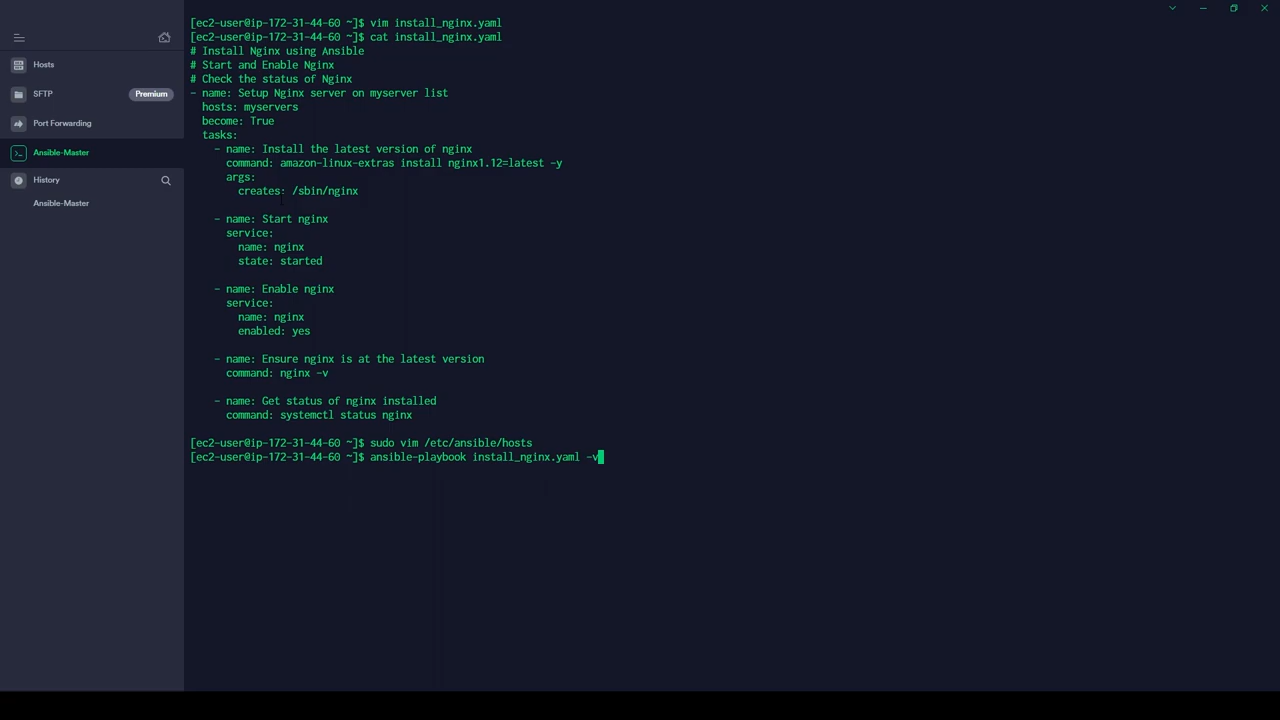 Hosts
SFTP
Premium
Port Forwarding
Ansible-Master
History
Ansible-Master
[ec2-user@ip-172-31-44-60 ~]$ vim install_nginx.yaml
[ec2-user@ip-172-31-44-60 ~]$ cat install_nginx.yaml
# Install Nginx using Ansible
# Start and Enable Nginx
# Check the status of Nginx
- name: Setup Nginx server on myserver list
  hosts: myservers
  become: True
  tasks:
    - name: Install the latest version of nginx
      command: amazon-linux-extras install nginx1.12=latest -y
      args:
        creates: /sbin/nginx
    - name: Start nginx
      service:
        name: nginx
        state: started
    - name: Enable nginx
      service:
        name: nginx
        enabled: yes
    - name: Ensure nginx is at the latest version
      command: nginx -v
    - name: Get status of nginx installed
      command: systemctl status nginx
[ec2-user@ip-172-31-44-60 ~]$ sudo vim /etc/ansible/hosts
[ec2-user@ip-172-31-44-60 ~]$ ansible-playbook install_nginx.yaml -v